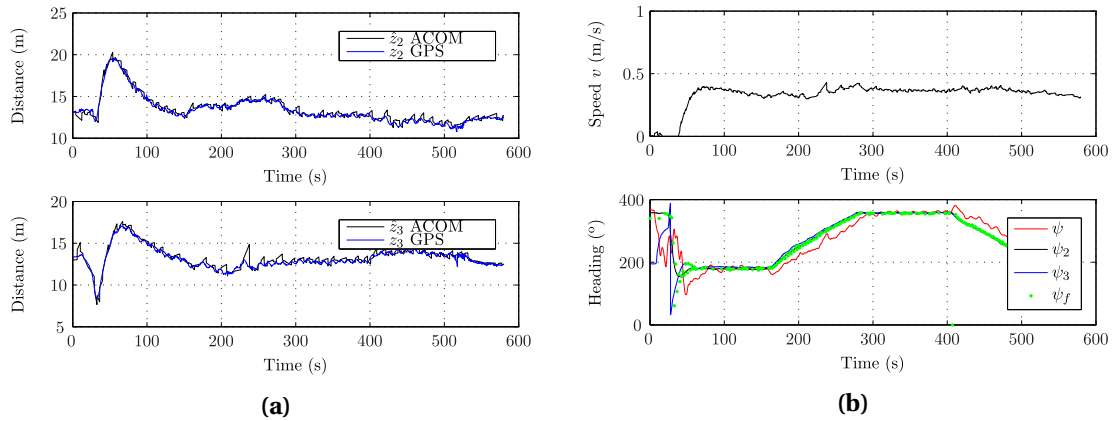 25
20
15
10
0 100 200 300 400 500 600
Distance (m)
Time (s)
ẑ₂ ACOM
z₂ GPS
20
15
10
5
0 100 200 300 400 500 600
Distance (m)
Time (s)
ẑ₃ ACOM
z₃ GPS
(a)
1
0.5
0
0 100 200 300 400 500 600
Speed v (m/s)
Time (s)
400
200
0
0 100 200 300 400 500 600
Heading (º)
Time (s)
ψ
ψ₂
ψ₃
ψ_f
(b)